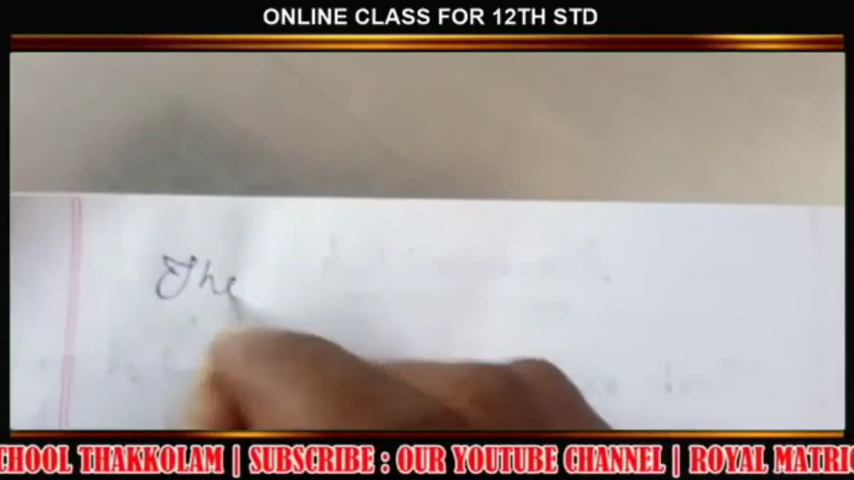 ONLINE CLASS FOR 12TH STD
The
CHOOL THAKKOLAM | SUBSCRIBE : OUR YOUTUBE CHANNEL | ROYAL MATRIC